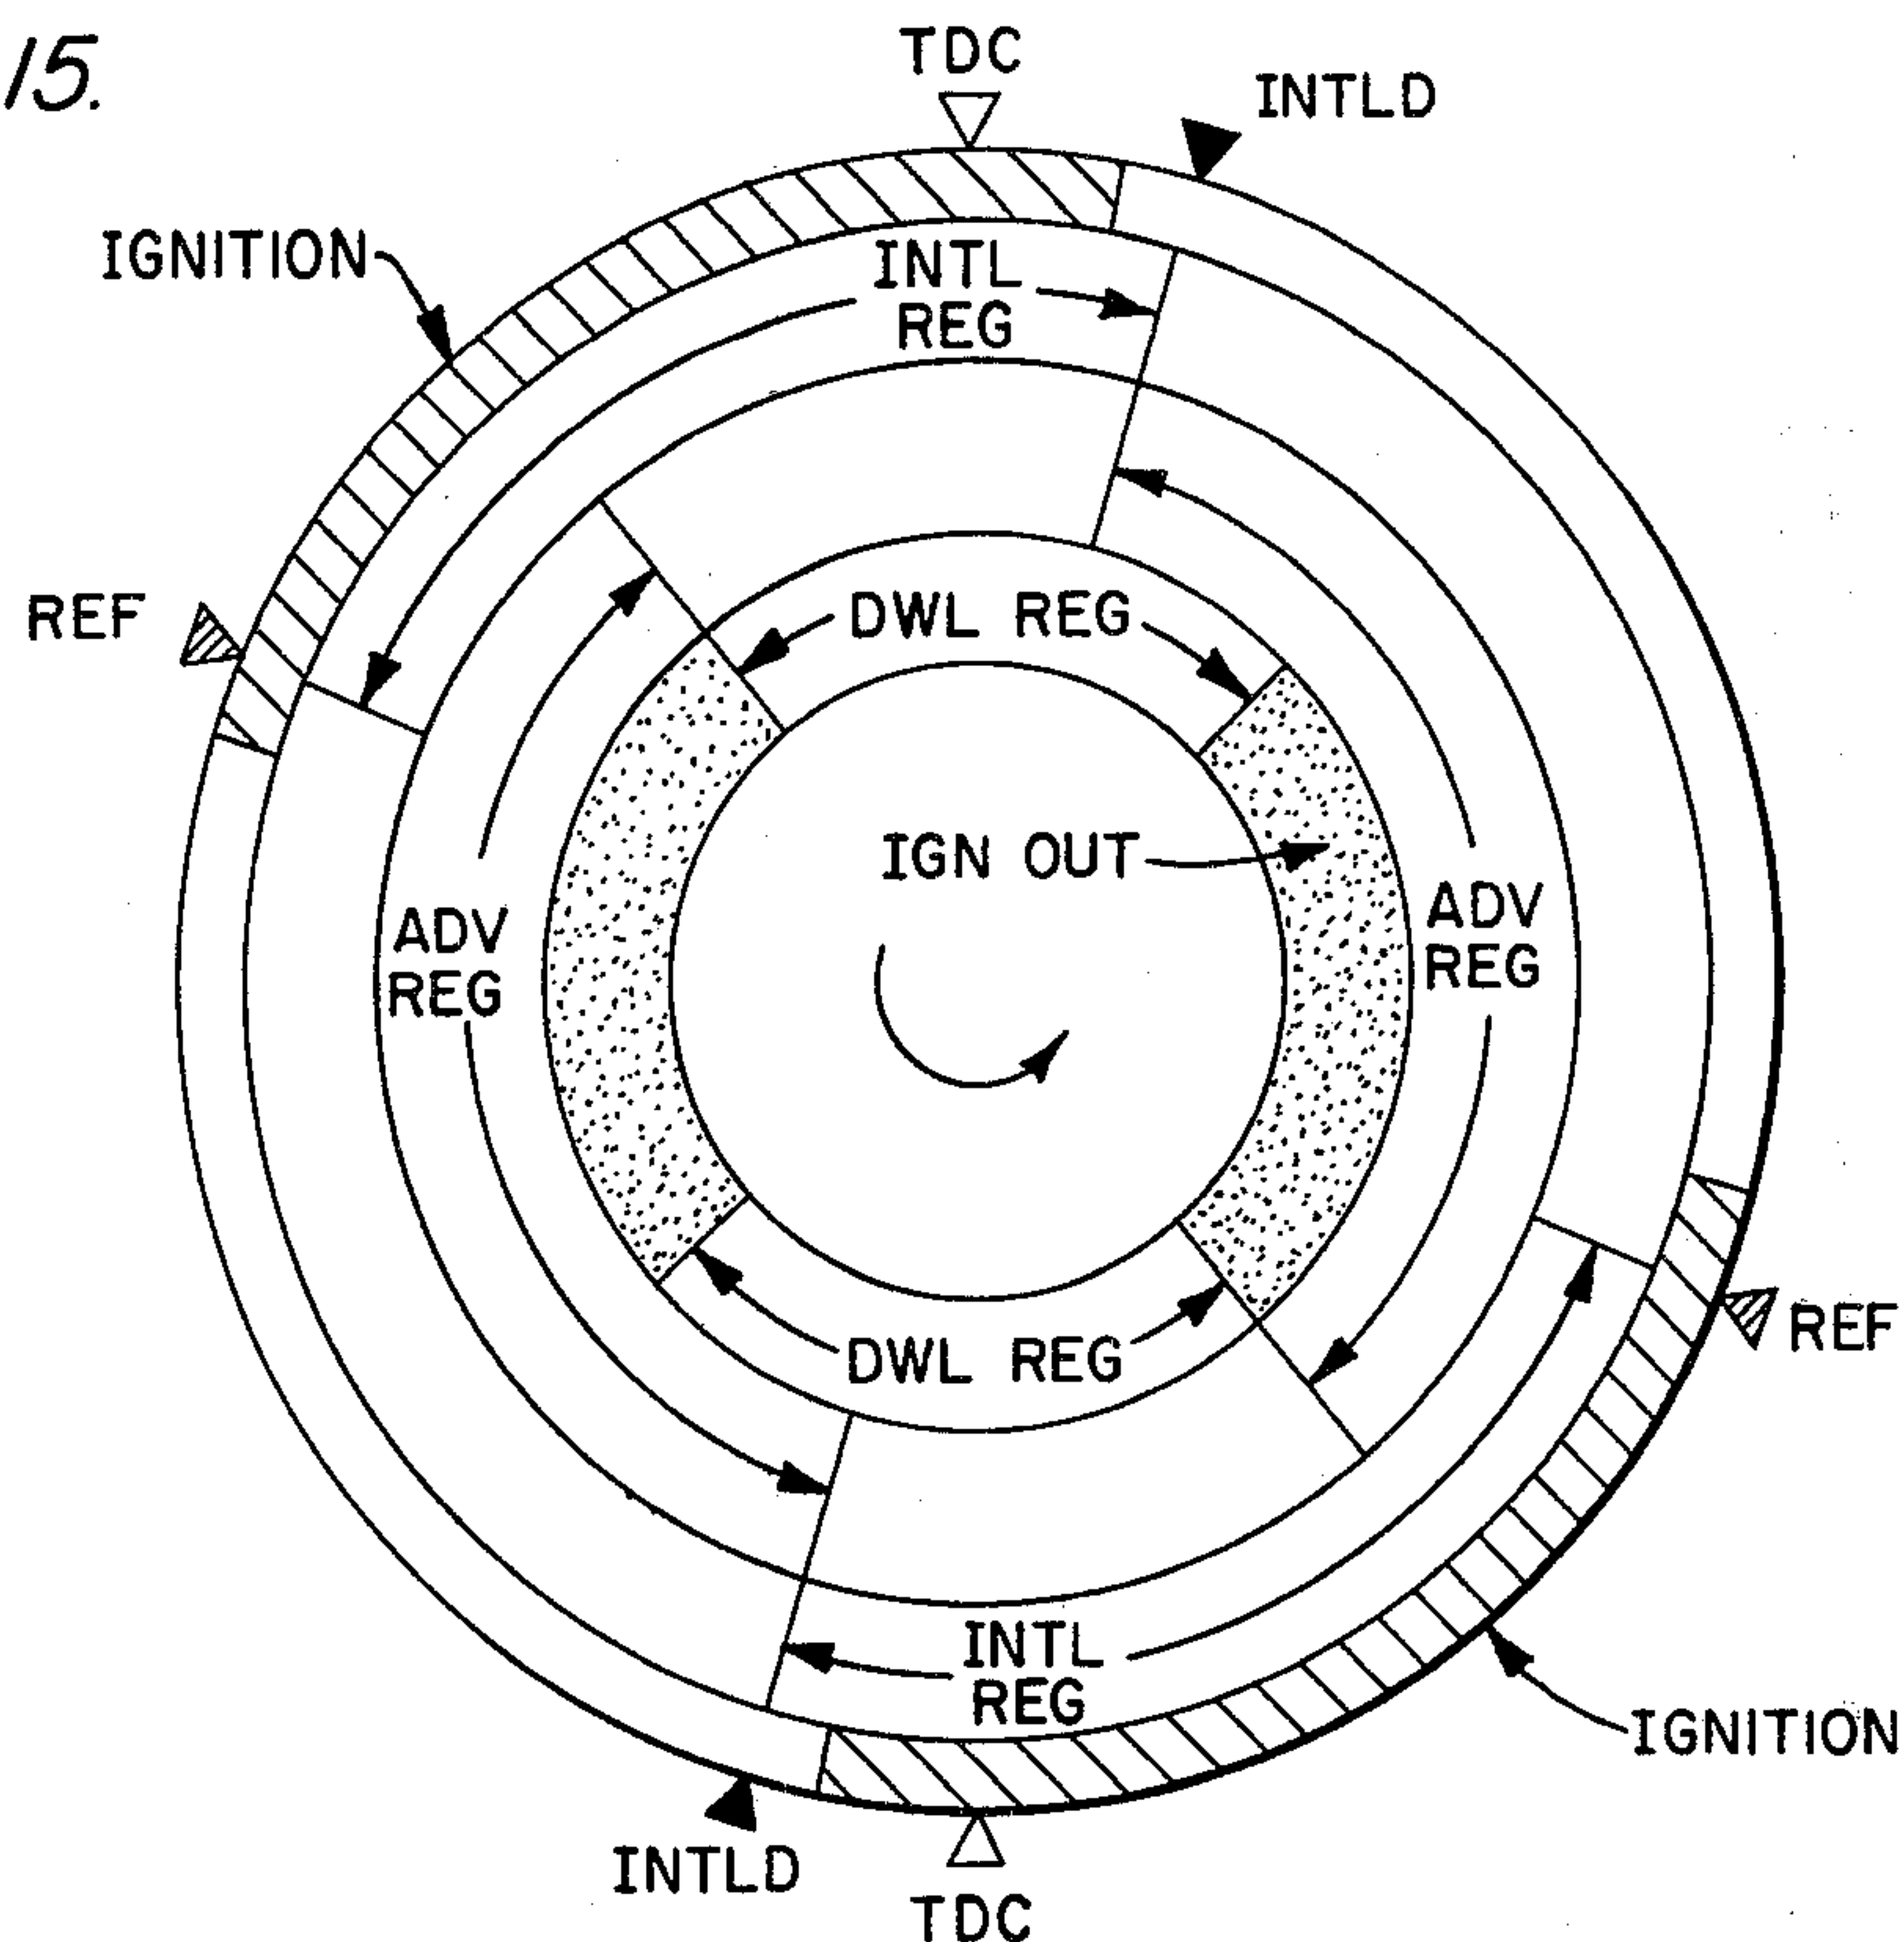 15.
TDC
INTLD
IGNITION
INTL
REG
REF
DWL REG
IGN OUT
ADV
REG
ADV
REG
REF
DWL REG
INTL
REG
IGNITION
INTLD
TDC